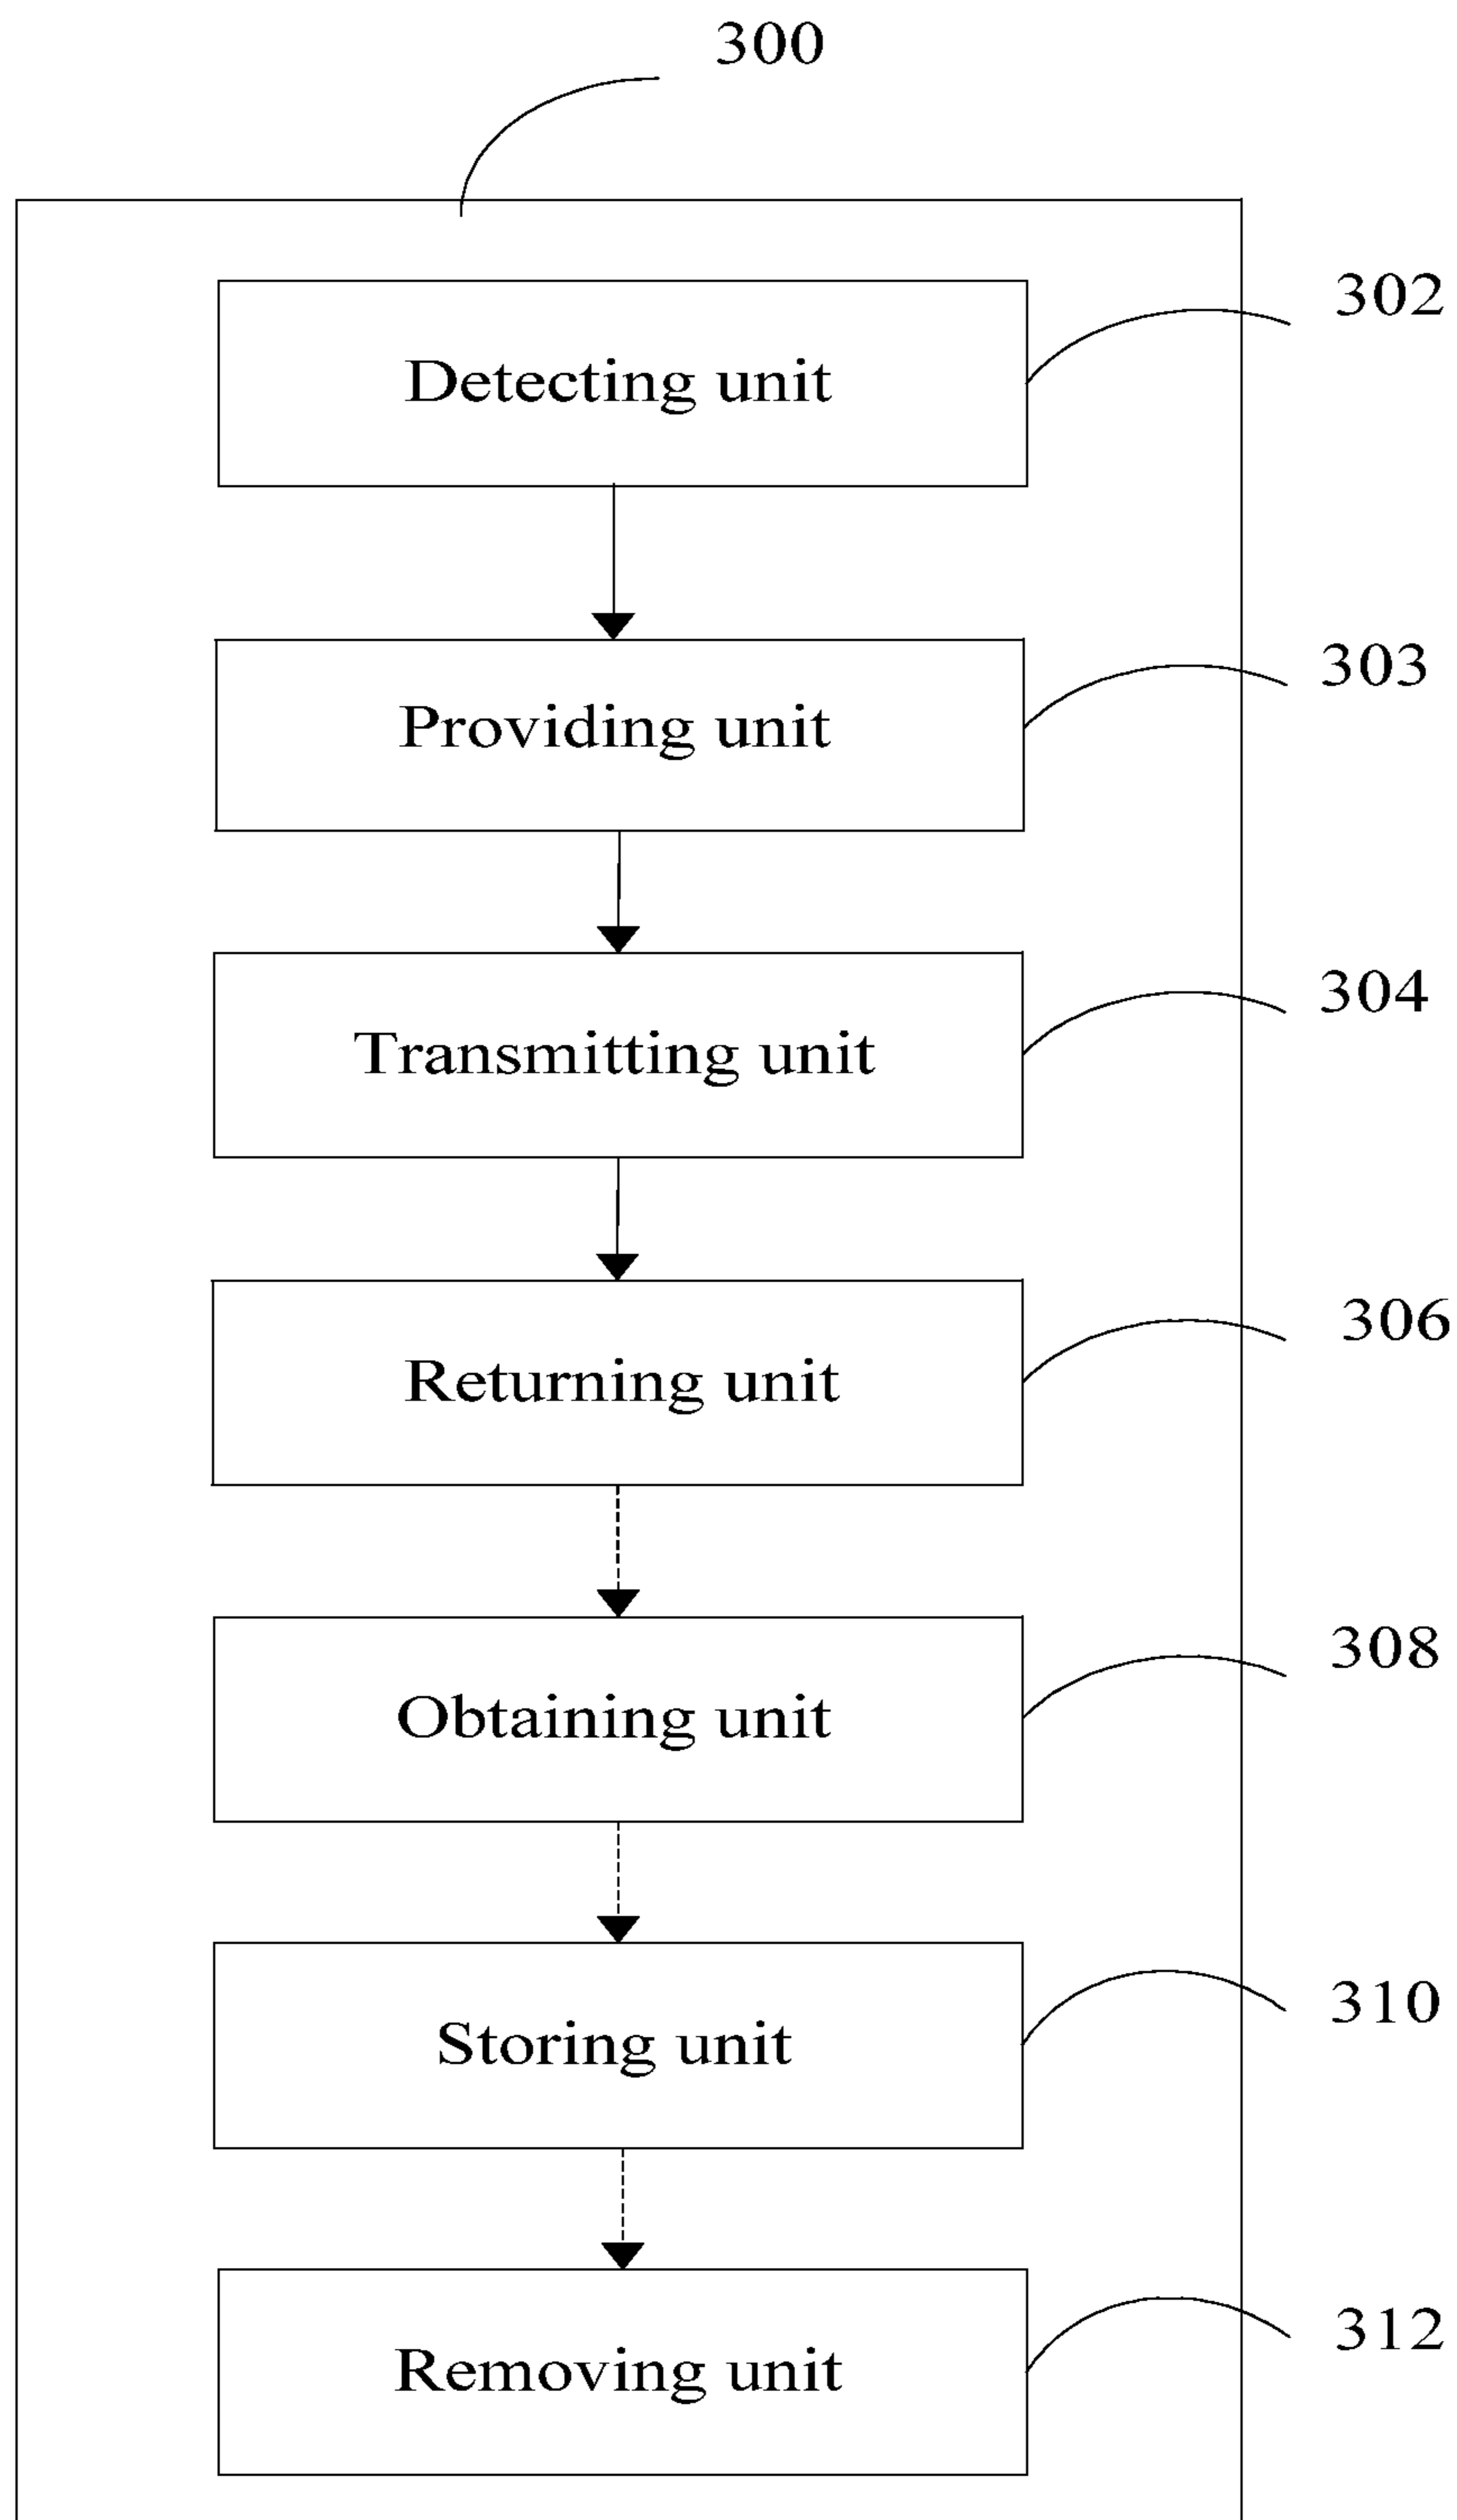 300
302
Detecting unit
303
Providing unit
304
Transmitting unit
306
Returning unit
308
Obtaining unit
310
Storing unit
312
Removing unit